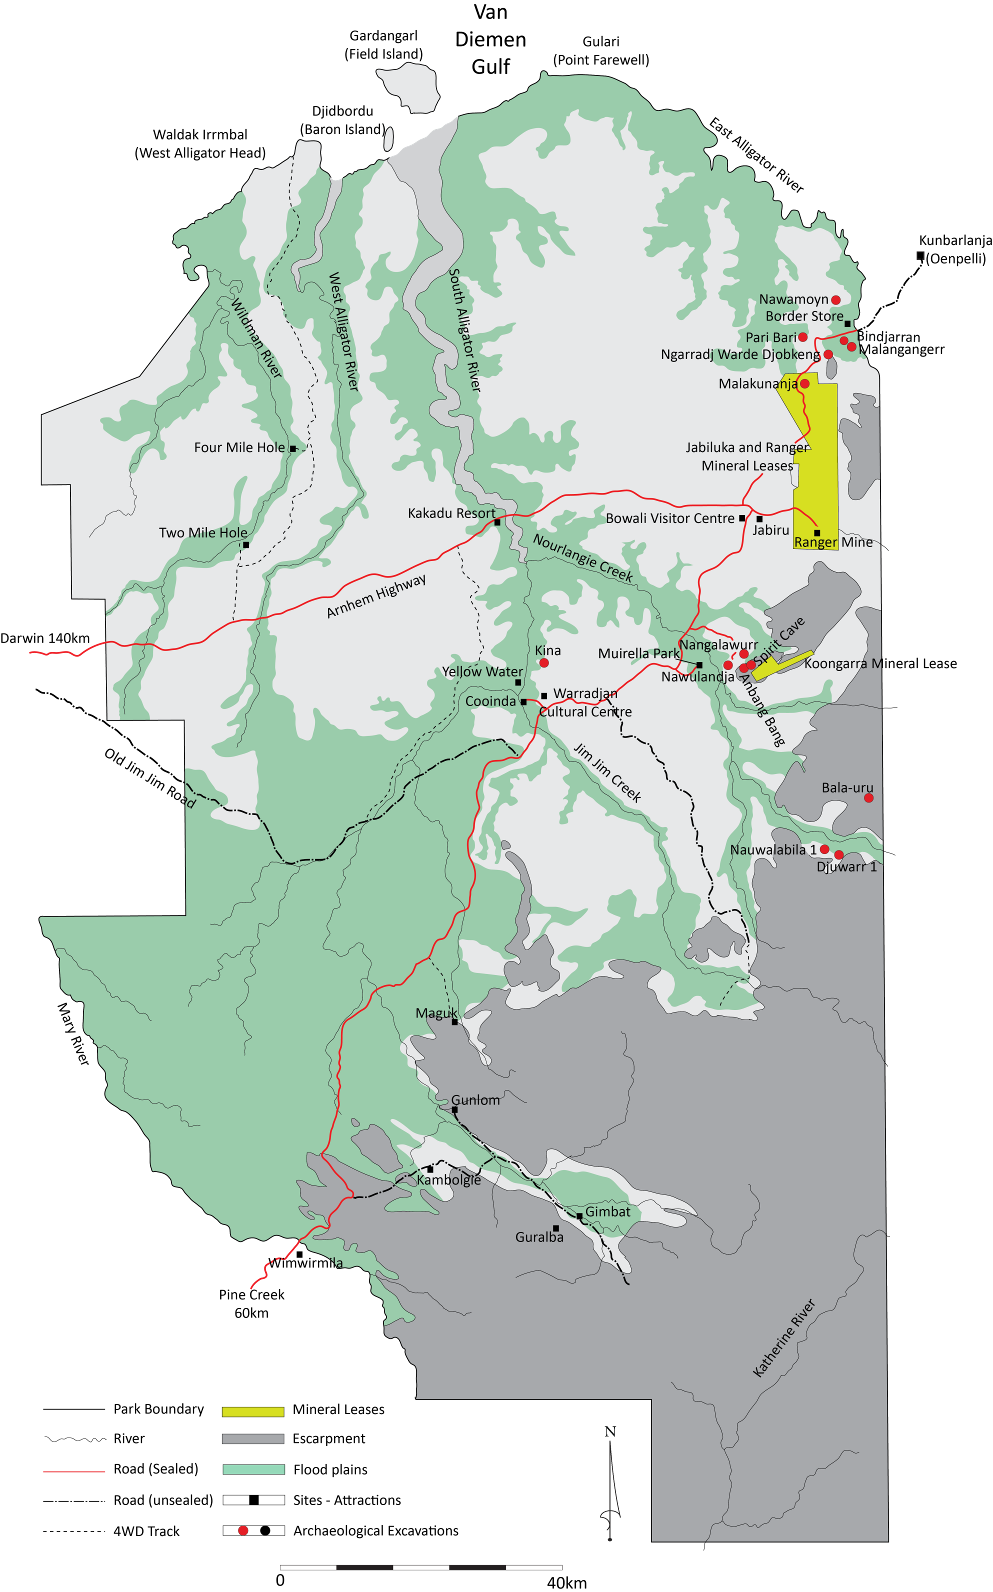 Van
Diemen
Gulf
Gardangarl
(Field Island)
Gulari
(Point Farewell)
Djidbordu
(Baron Island)
Waldak Irrmbal
(West Alligator Head)
East Alligator River
Kunbarlanja
(Oenpelli)
Wildman River
West Alligator River
South Alligator River
Nawamoyn
Border Store
Pari Bari
Bindjarran
Malangangerr
Ngarradj Warde Djobkeng
Malakunanja
Four Mile Hole
Jabiluka and Ranger
Mineral Leases
Kakadu Resort
Bowali Visitor Centre
Jabiru
Ranger Mine
Two Mile Hole
Nourlangie Creek
Arnhem Highway
Darwin 140km
Kina
Muirella Park
Nangalawurr
Spirit Cave
Koongarra Mineral Lease
Nawulandja
Anbang Bang
Yellow Water
Cooinda
Warradjan
Cultural Centre
Old Jim Jim Road
Jim Jim Creek
Bala-uru
Nauwalabila 1
Djuwarr 1
Mary River
Maguk
Gunlom
Kambolgie
Gimbat
Guralba
Wimwirmila
Pine Creek
60km
Katherine River
Park Boundary
Mineral Leases
River
Escarpment
Road (Sealed)
Flood plains
Road (unsealed)
Sites - Attractions
4WD Track
Archaeological Excavations
N
0
40km